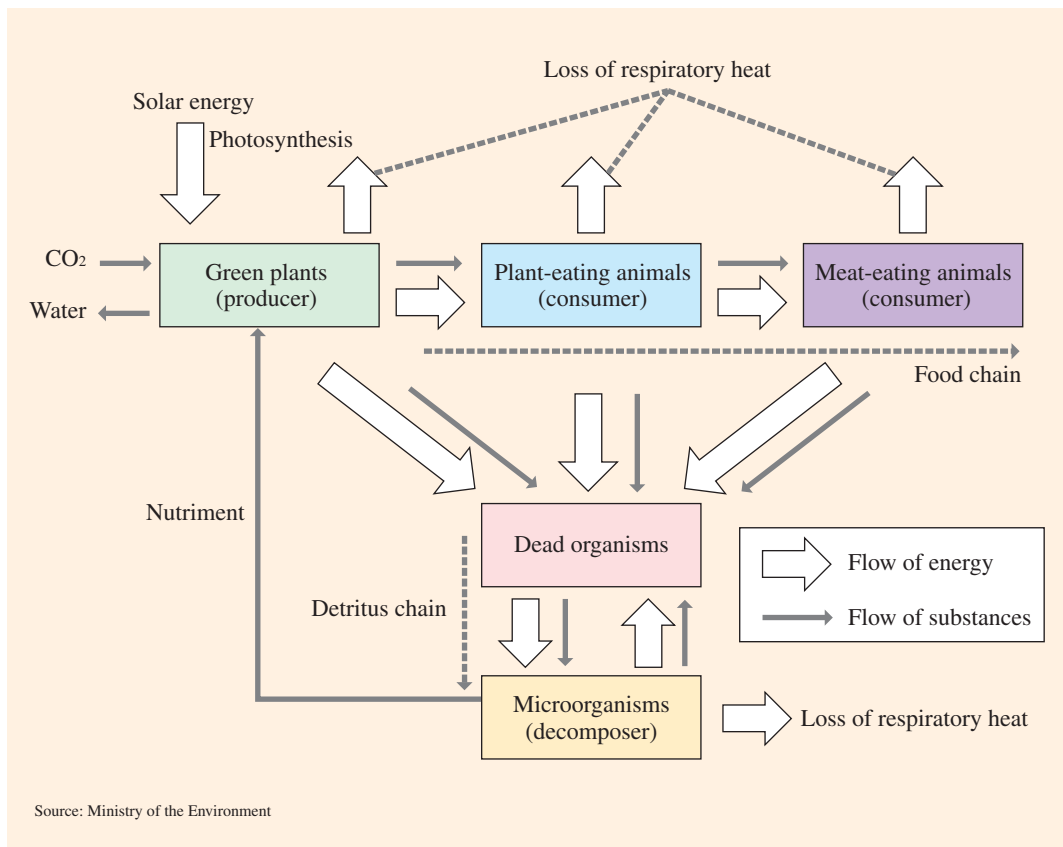 Loss of respiratory heat
Solar energy
Photosynthesis
CO₂
Water
Green plants
(producer)
Plant-eating animals
(consumer)
Meat-eating animals
(consumer)
Food chain
Nutriment
Dead organisms
Detritus chain
Flow of energy
Flow of substances
Microorganisms
(decomposer)
Loss of respiratory heat
Source: Ministry of the Environment